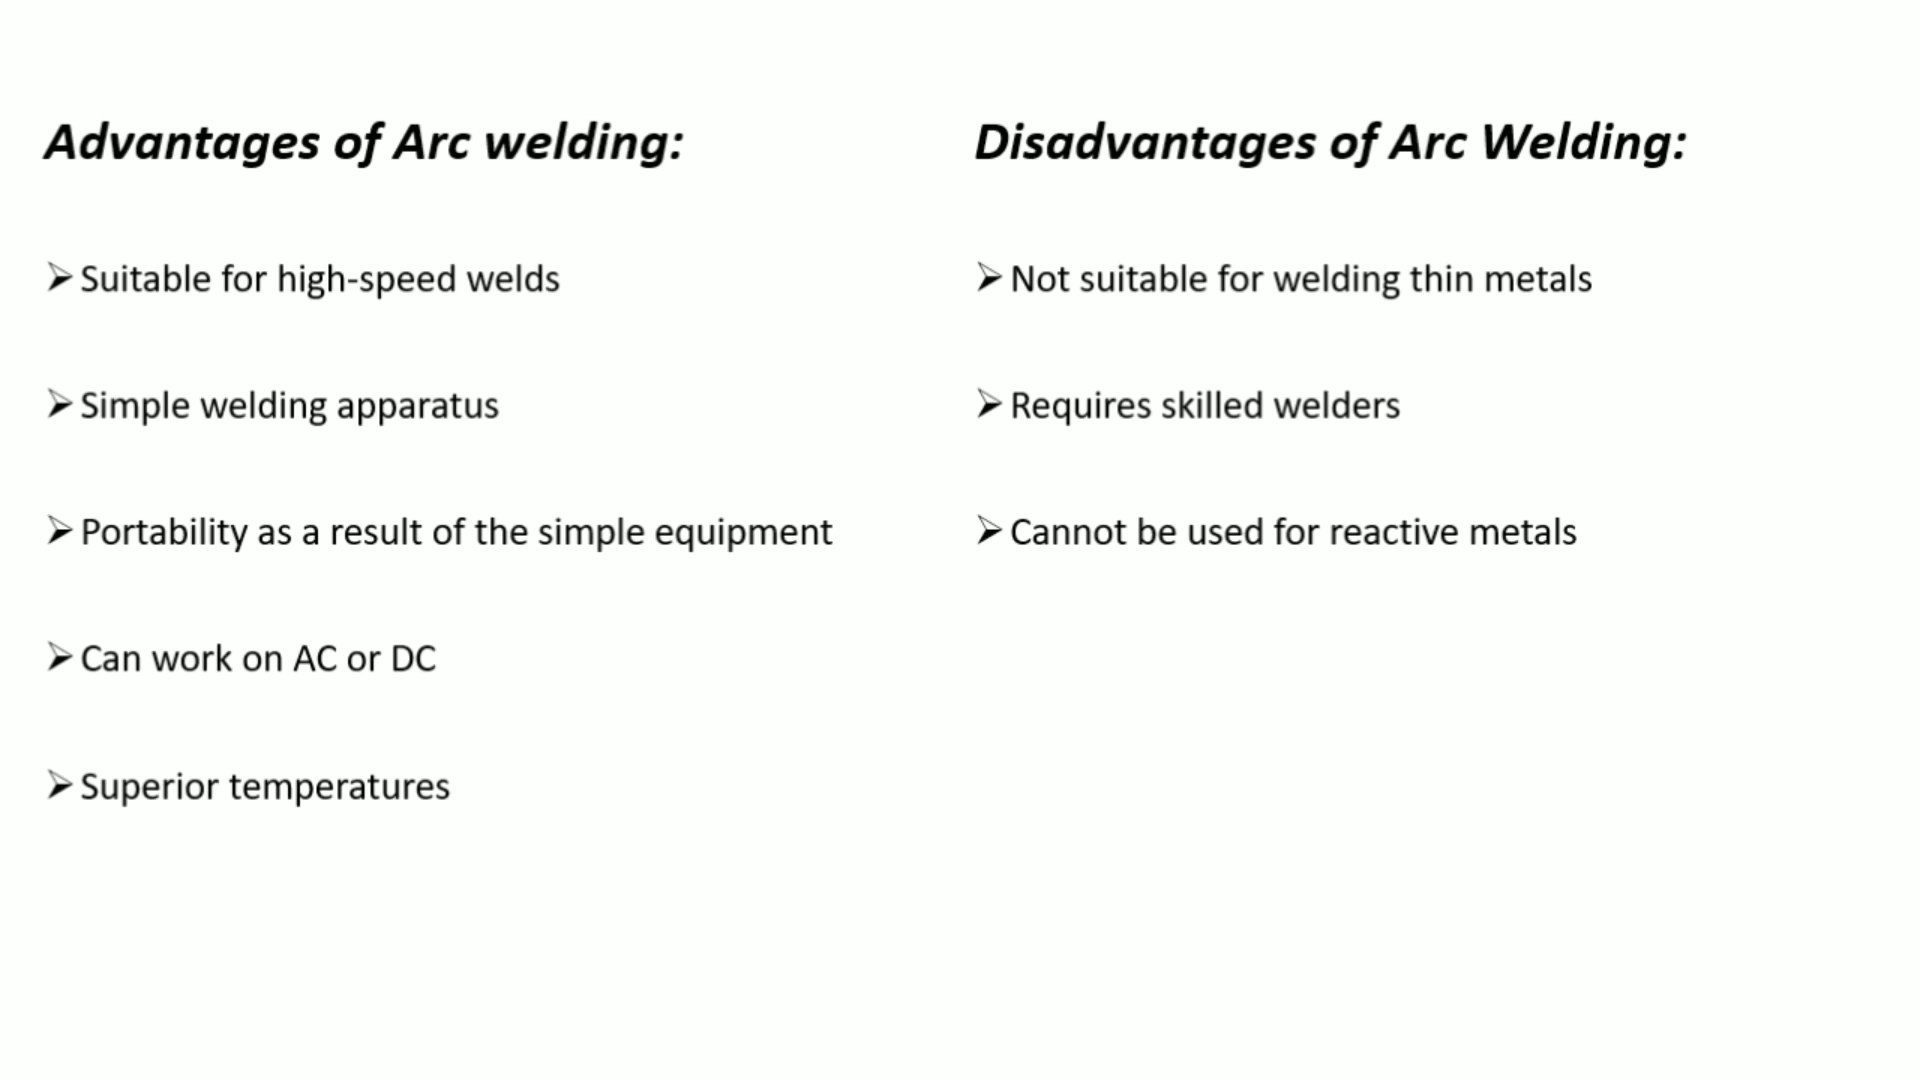 Advantages of Arc welding:
➢Suitable for high-speed welds
➢Simple welding apparatus
➢Portability as a result of the simple equipment
➢Can work on AC or DC
➢Superior temperatures
Disadvantages of Arc Welding:
➢Not suitable for welding thin metals
➢Requires skilled welders
➢Cannot be used for reactive metals